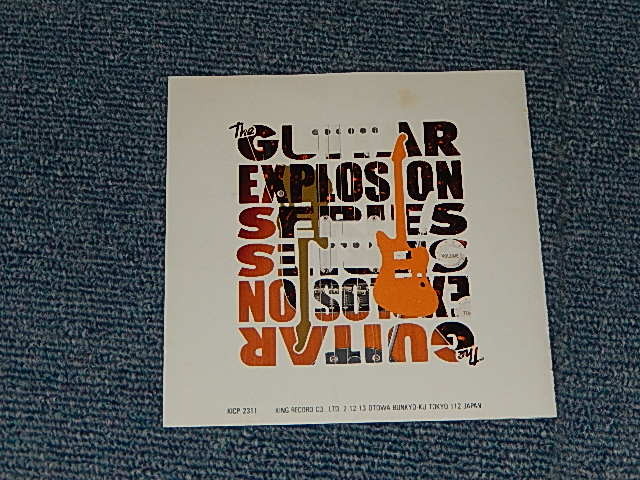 The
GUITAR
EXPLOSION
SERIES
SERIES
EXPLOSION
The GUITAR
VOLUME
KICP 2311 KING RECORD CO., LTD. 2-12-13 OTOWA BUNKYO-KU TOKYO 112 JAPAN